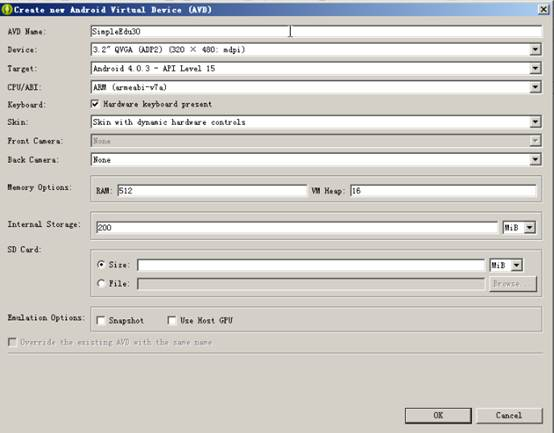 Create new Android Virtual Device (AVD)
AVD Name: SimpleEdu30
Device: 3.2" QVGA (ADP2) (320 × 480: mdpi)
Target: Android 4.0.3 - API Level 15
CPU/ABI: ARM (armeabi-v7a)
Keyboard: Hardware keyboard present
Skin: Skin with dynamic hardware controls
Front Camera: None
Back Camera: None
Memory Options: RAM: 512 VM Heap: 16
Internal Storage: 200 MiB
SD Card:
Size: MiB
File: Browse...
Emulation Options: Snapshot Use Host GPU
Override the existing AVD with the same name
OK Cancel